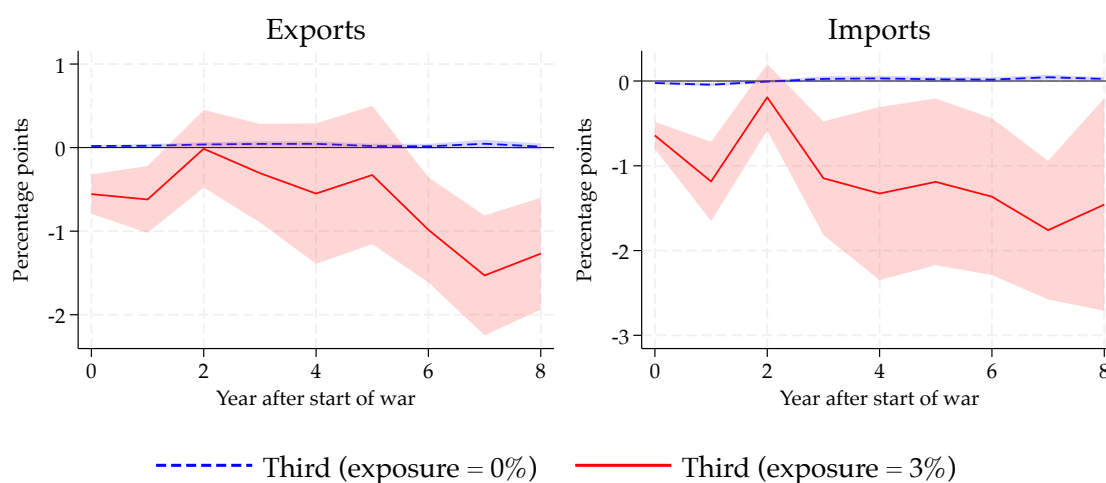 Exports
Percentage points
1
0
-1
-2
0 2 4 6 8
Year after start of war
Imports
Percentage points
0
-1
-2
-3
0 2 4 6 8
Year after start of war
Third (exposure = 0%) Third (exposure = 3%)